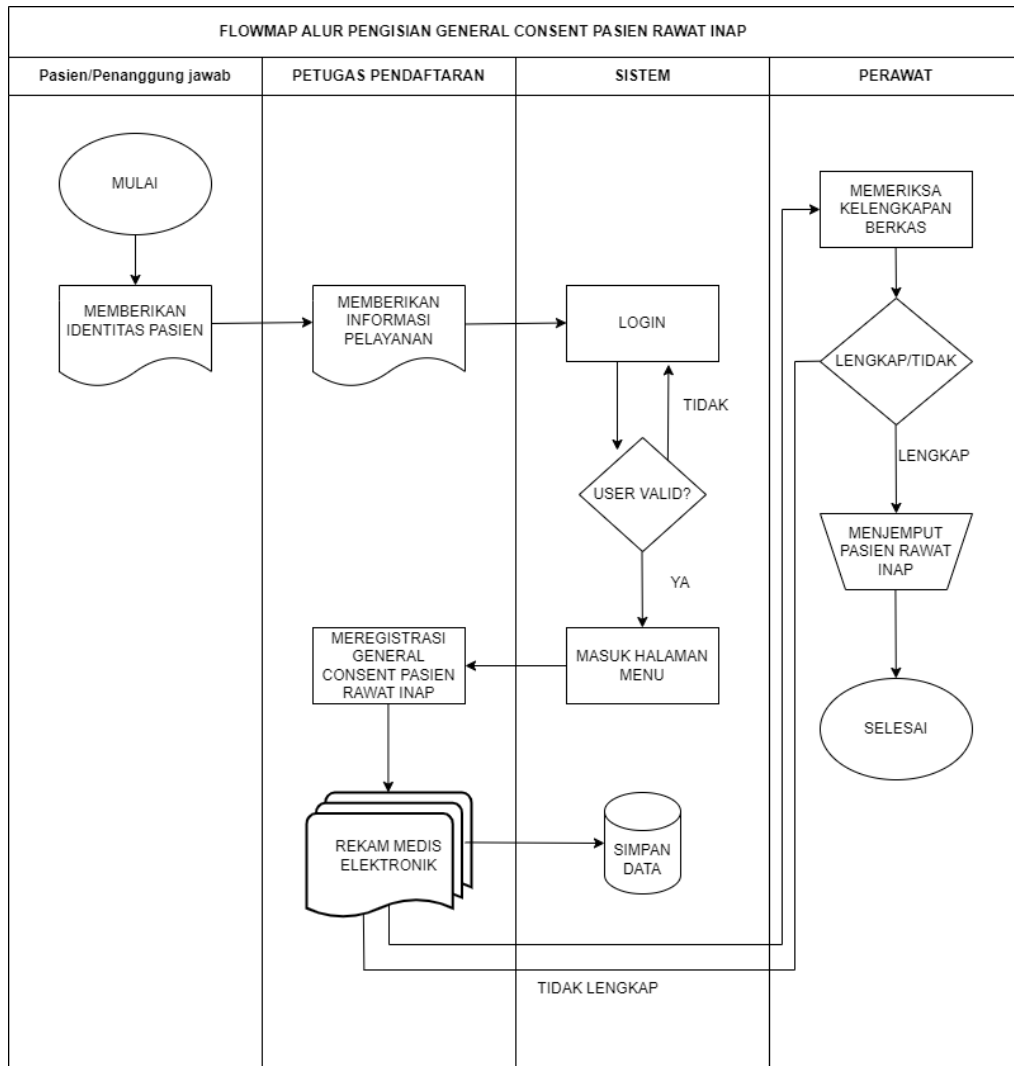 FLOWMAP ALUR PENGISIAN GENERAL CONSENT PASIEN RAWAT INAP
Pasien/Penanggung jawab
PETUGAS PENDAFTARAN
SISTEM
PERAWAT
MULAI
MEMBERIKAN
IDENTITAS PASIEN
MEMBERIKAN
INFORMASI
PELAYANAN
LOGIN
TIDAK
USER VALID?
YA
MASUK HALAMAN
MENU
MEREGISTRASI
GENERAL
CONSENT PASIEN
RAWAT INAP
REKAM MEDIS
ELEKTRONIK
SIMPAN
DATA
MEMERIKSA
KELENGKAPAN
BERKAS
LENGKAP/TIDAK
LENGKAP
MENJEMPUT
PASIEN RAWAT
INAP
SELESAI
TIDAK LENGKAP